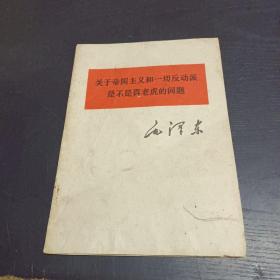 关于帝国主义和一切反动派
是不是真老虎的问题
毛泽东